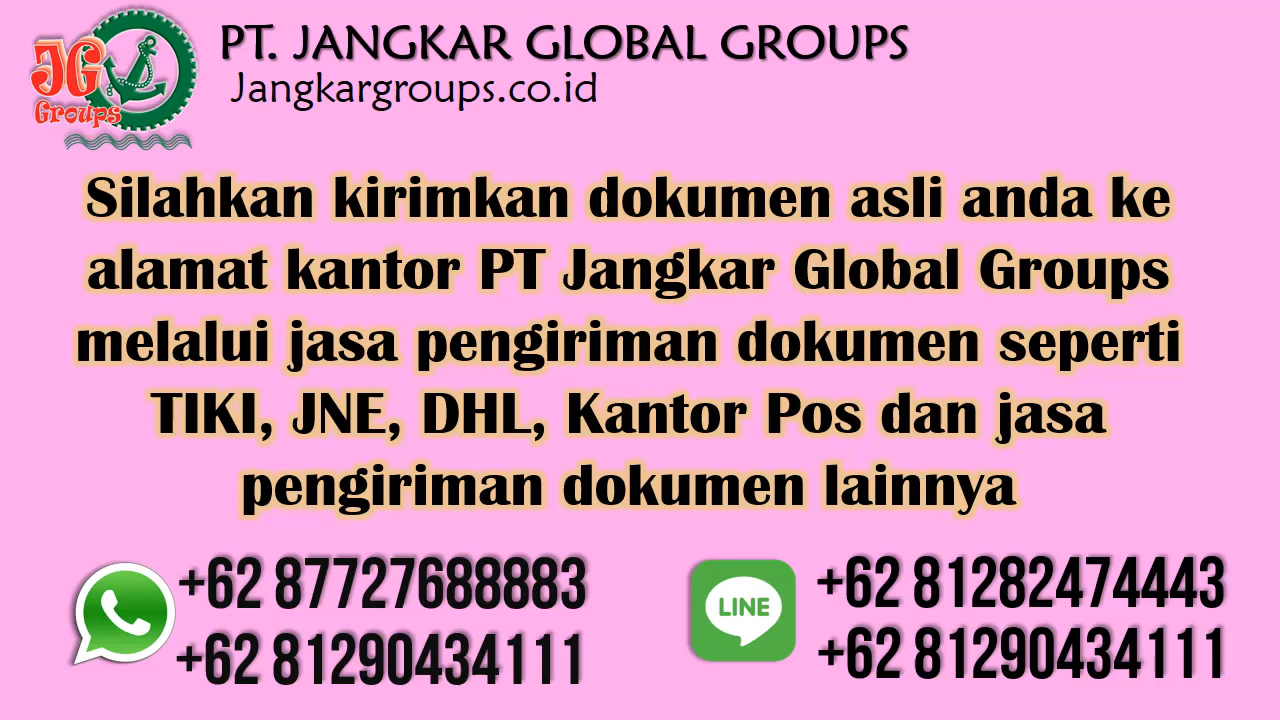 JG
Groups
PT. JANGKAR GLOBAL GROUPS
Jangkargroups.co.id
Silahkan kirimkan dokumen asli anda ke
alamat kantor PT Jangkar Global Groups
melalui jasa pengiriman dokumen seperti
TIKI, JNE, DHL, Kantor Pos dan jasa
pengiriman dokumen lainnya
+62 87727688883
+62 81290434111
LINE
+62 81282474443
+62 81290434111